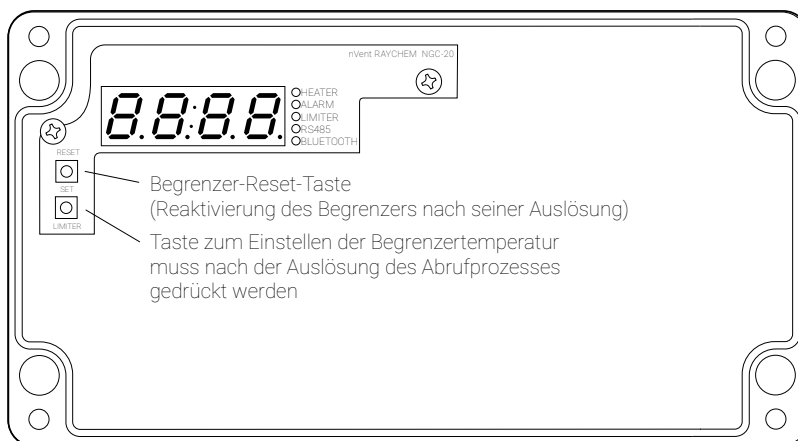 nVent RAYCHEM NGC-20
8.8:8.8.
HEATER
ALARM
LIMITER
RS485
BLUETOOTH
RESET
SET
LIMITER
Begrenzer-Reset-Taste
(Reaktivierung des Begrenzers nach seiner Auslösung)
Taste zum Einstellen der Begrenzertemperatur
muss nach der Auslösung des Abrufprozesses
gedrückt werden